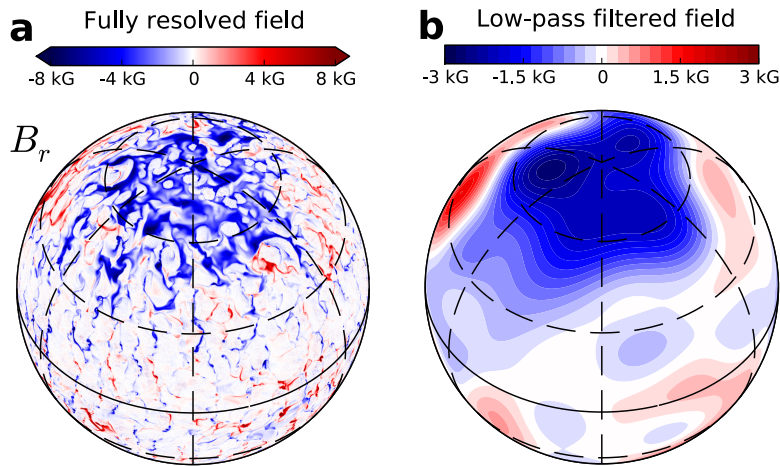 a
Fully resolved field
-8 kG -4 kG 0 4 kG 8 kG
B_r
b
Low-pass filtered field
-3 kG -1.5 kG 0 1.5 kG 3 kG